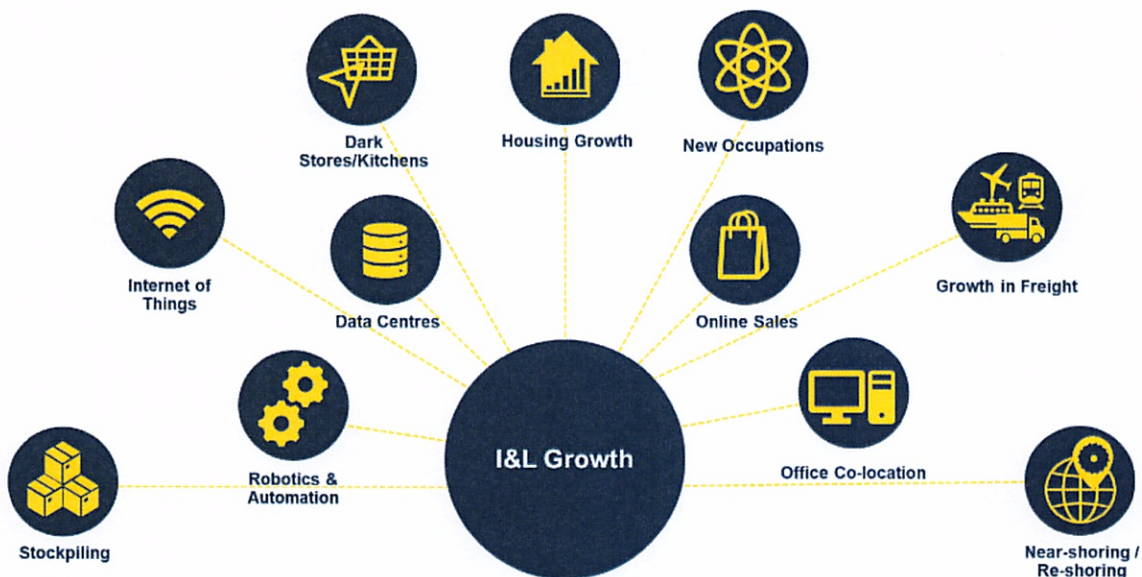 Dark
Stores/Kitchens
Housing Growth
New Occupations
Internet of
Things
Data Centres
Online Sales
Growth in Freight
Robotics &
Automation
I&L Growth
Office Co-location
Stockpiling
Near-shoring /
Re-shoring